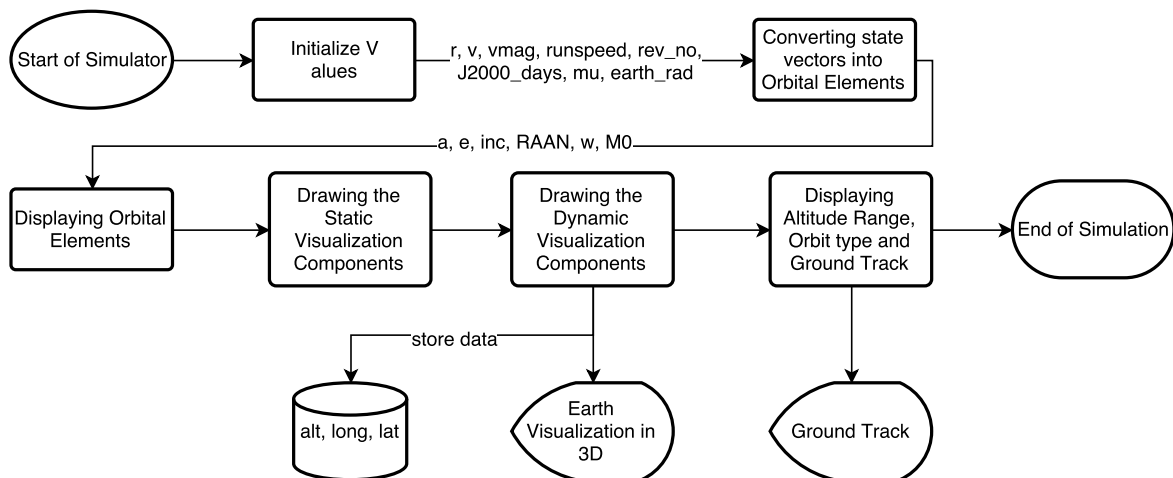 Start of Simulator
Initialize V
alues
r, v, vmag, runspeed, rev_no,
J2000_days, mu, earth_rad
Converting state
vectors into
Orbital Elements
a, e, inc, RAAN, w, M0
Displaying Orbital
Elements
Drawing the
Static
Visualization
Components
Drawing the
Dynamic
Visualization
Components
Displaying
Altitude Range,
Orbit type and
Ground Track
End of Simulation
store data
alt, long, lat
Earth
Visualization in
3D
Ground Track